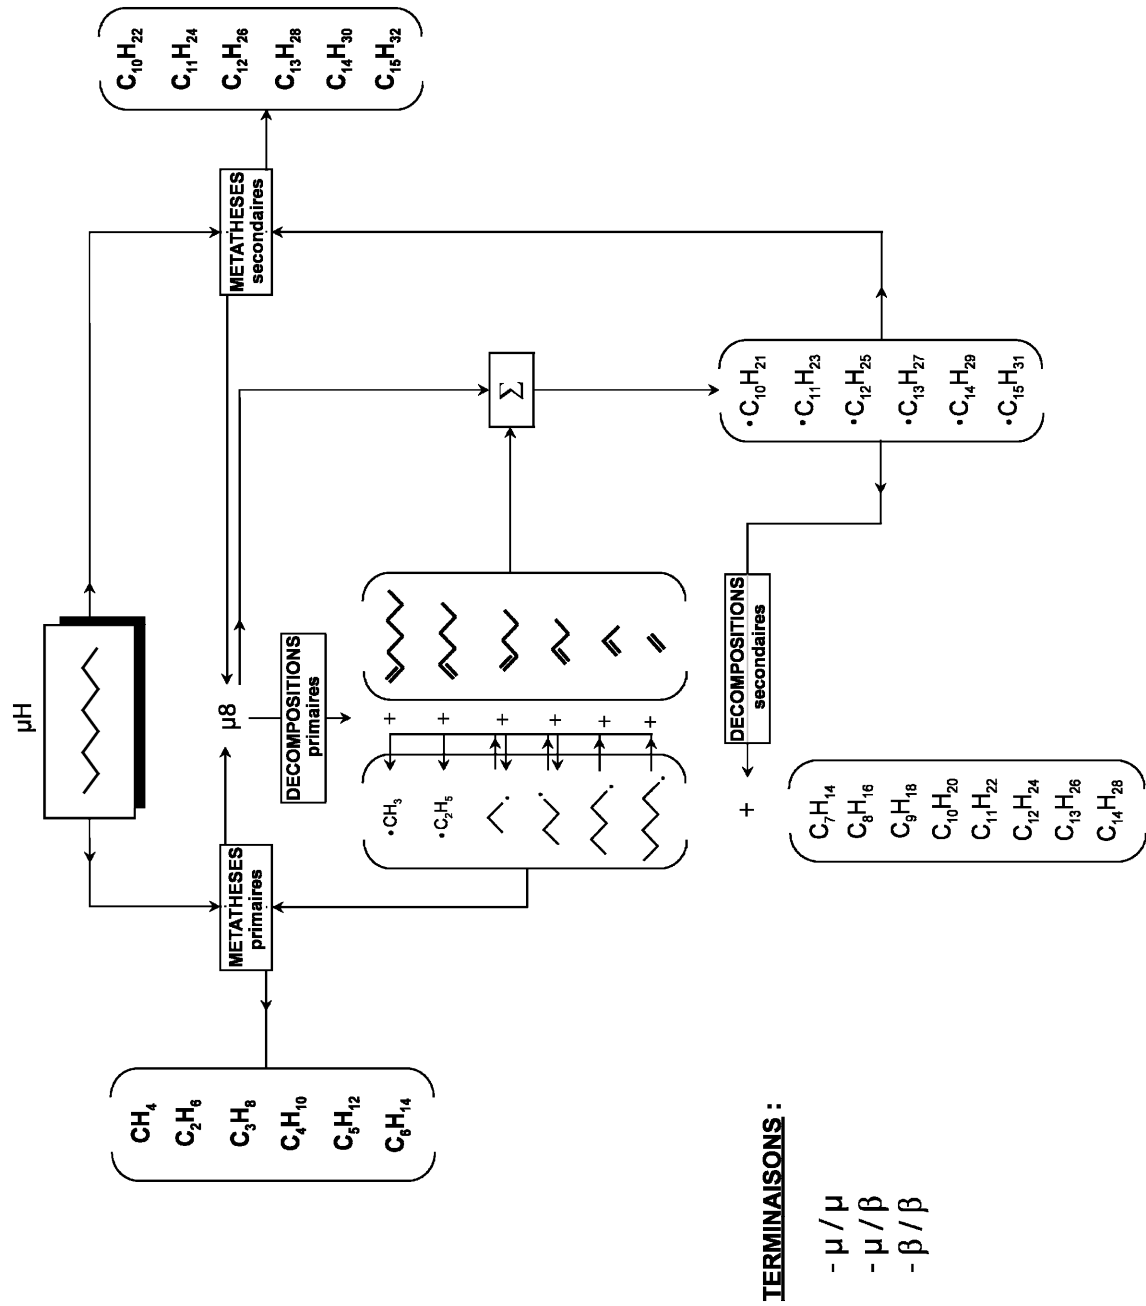 µH
CH₄
C₂H₆
C₃H₈
C₄H₁₀
C₅H₁₂
C₆H₁₄
METATHESES
primaires
µ8
METATHESES
secondaires
C₁₀H₂₂
C₁₁H₂₄
C₁₂H₂₆
C₁₃H₂₈
C₁₄H₃₀
C₁₅H₃₂
DECOMPOSITIONS
primaires
•CH₃
•C₂H₅
+
+
+
+
+
+
Σ
•C₁₀H₂₁
•C₁₁H₂₃
•C₁₂H₂₅
•C₁₃H₂₇
•C₁₄H₂₉
•C₁₅H₃₁
DECOMPOSITIONS
secondaires
+
C₇H₁₄
C₈H₁₆
C₉H₁₈
C₁₀H₂₀
C₁₁H₂₂
C₁₂H₂₄
C₁₃H₂₆
C₁₄H₂₈
TERMINAISONS :
- µ / µ
- µ / β
- β / β